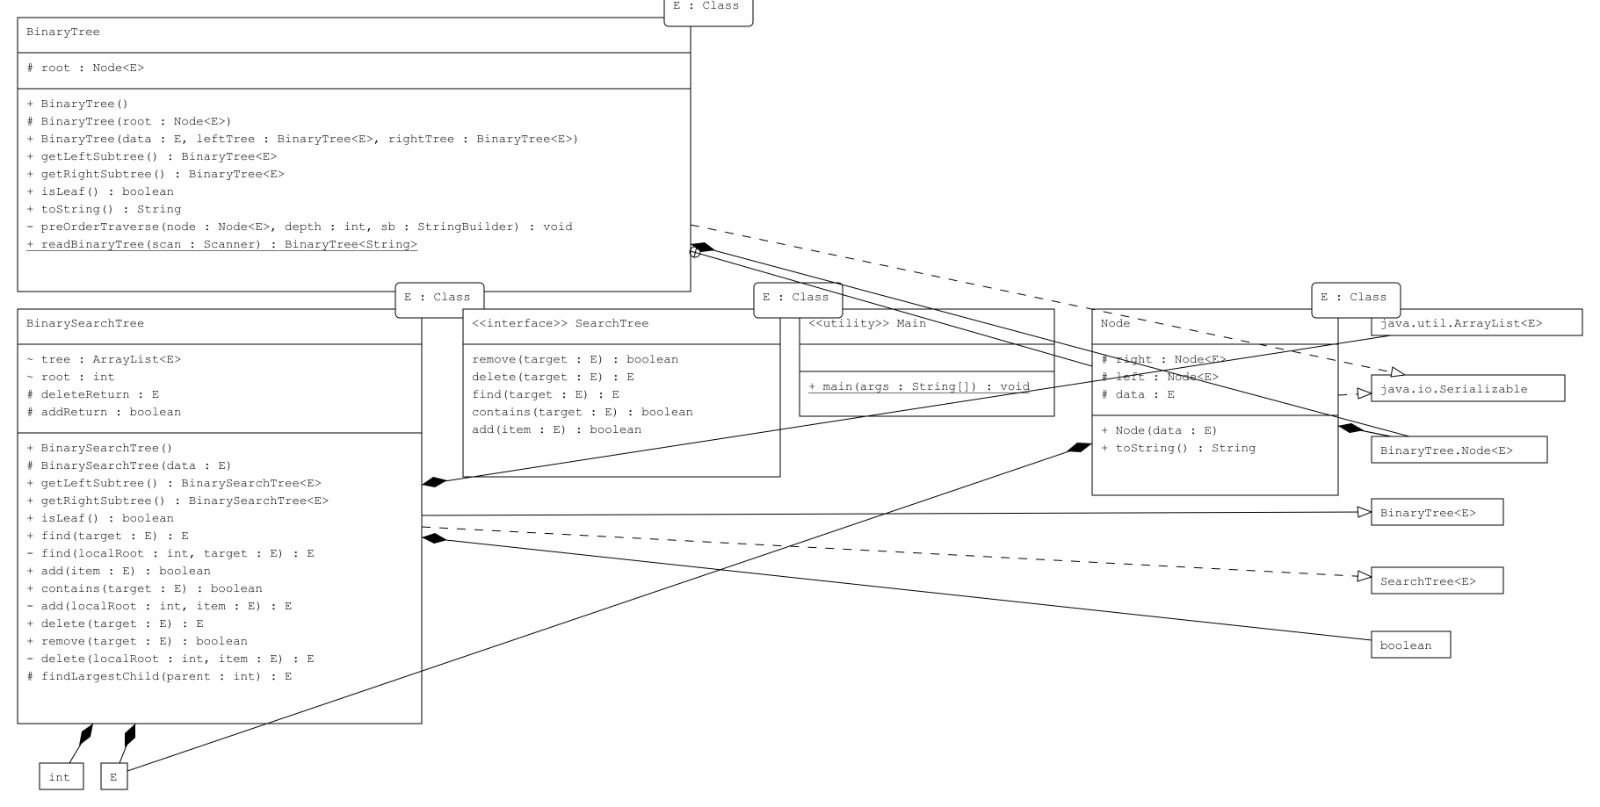 E : Class
BinaryTree
# root : Node<E>
+ BinaryTree()
# BinaryTree(root : Node<E>)
+ BinaryTree(data : E, leftTree : BinaryTree<E>, rightTree : BinaryTree<E>)
+ getLeftSubtree() : BinaryTree<E>
+ getRightSubtree() : BinaryTree<E>
+ isLeaf() : boolean
+ toString() : String
- preOrderTraverse(node : Node<E>, depth : int, sb : StringBuilder) : void
+ readBinaryTree(scan : Scanner) : BinaryTree<String>
E : Class
BinarySearchTree
~ tree : ArrayList<E>
~ root : int
# deleteReturn : E
# addReturn : boolean
+ BinarySearchTree()
# BinarySearchTree(data : E)
+ getLeftSubtree() : BinarySearchTree<E>
+ getRightSubtree() : BinarySearchTree<E>
+ isLeaf() : boolean
+ find(target : E) : E
- find(localRoot : int, target : E) : E
+ add(item : E) : boolean
+ contains(target : E) : boolean
- add(localRoot : int, item : E) : E
+ delete(target : E) : E
+ remove(target : E) : boolean
- delete(localRoot : int, item : E) : E
# findLargestChild(parent : int) : E
E : Class
<<interface>> SearchTree
remove(target : E) : boolean
delete(target : E) : E
find(target : E) : E
contains(target : E) : boolean
add(item : E) : boolean
<<utility>> Main
+ main(args : String[]) : void
E : Class
Node
# right : Node<E>
# left : Node<E>
# data : E
+ Node(data : E)
+ toString() : String
java.util.ArrayList<E>
java.io.Serializable
BinaryTree.Node<E>
BinaryTree<E>
SearchTree<E>
boolean
int
E